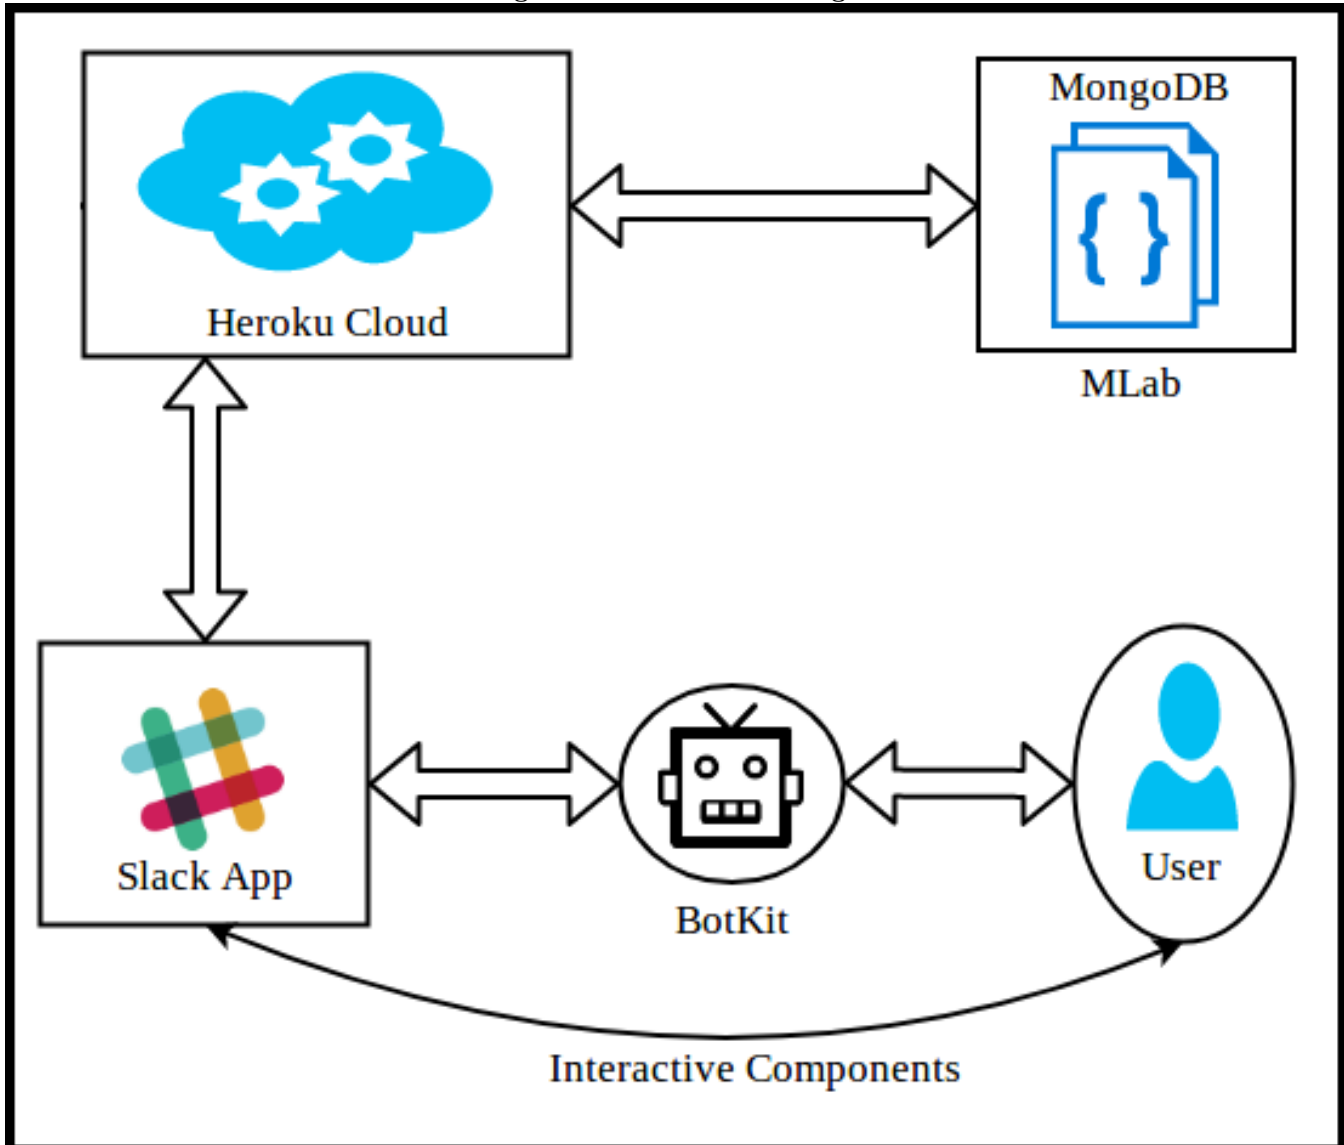 MongoDB
{ }
Heroku Cloud
MLab
Slack App
User
BotKit
Interactive Components